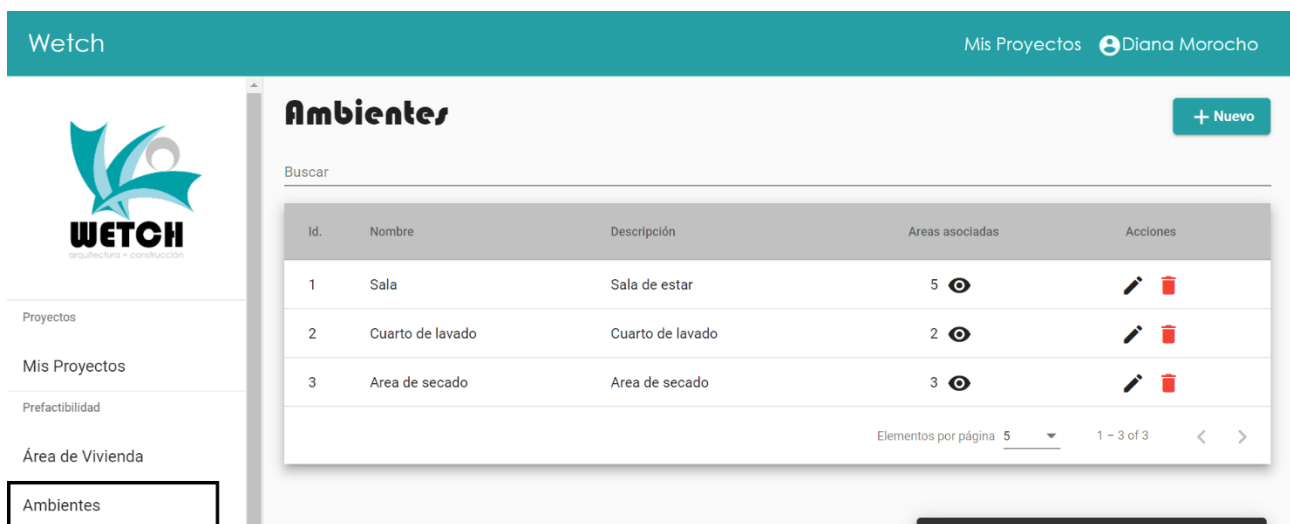 Wetch
Mis Proyectos Diana Morocho
WETCH
arquitectura + construcción
Proyectos
Mis Proyectos
Prefactibilidad
Área de Vivienda
Ambientes
Ambientes
+ Nuevo
Buscar
Id. Nombre Descripción Areas asociadas Acciones
1 Sala Sala de estar 5
2 Cuarto de lavado Cuarto de lavado 2
3 Area de secado Area de secado 3
Elementos por página 5 1 – 3 of 3